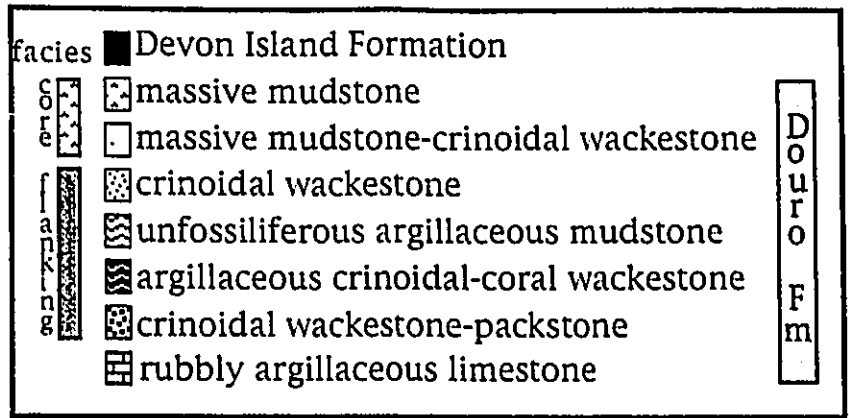 facies Devon Island Formation
core
massive mudstone
massive mudstone-crinoidal wackestone
flanking
crinoidal wackestone
unfossiliferous argillaceous mudstone
argillaceous crinoidal-coral wackestone
crinoidal wackestone-packstone
rubbly argillaceous limestone
Douro Fm